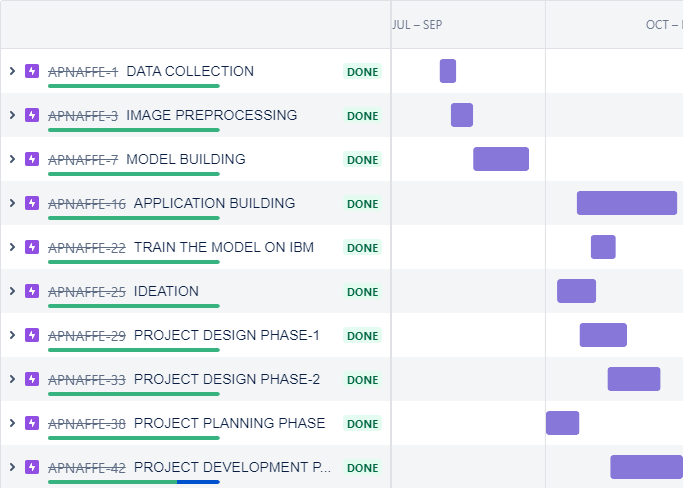 JUL – SEP OCT –
APNAFFE-1 DATA COLLECTION DONE
APNAFFE-3 IMAGE PREPROCESSING DONE
APNAFFE-7 MODEL BUILDING DONE
APNAFFE-16 APPLICATION BUILDING DONE
APNAFFE-22 TRAIN THE MODEL ON IBM DONE
APNAFFE-25 IDEATION DONE
APNAFFE-29 PROJECT DESIGN PHASE-1 DONE
APNAFFE-33 PROJECT DESIGN PHASE-2 DONE
APNAFFE-38 PROJECT PLANNING PHASE DONE
APNAFFE-42 PROJECT DEVELOPMENT P... DONE